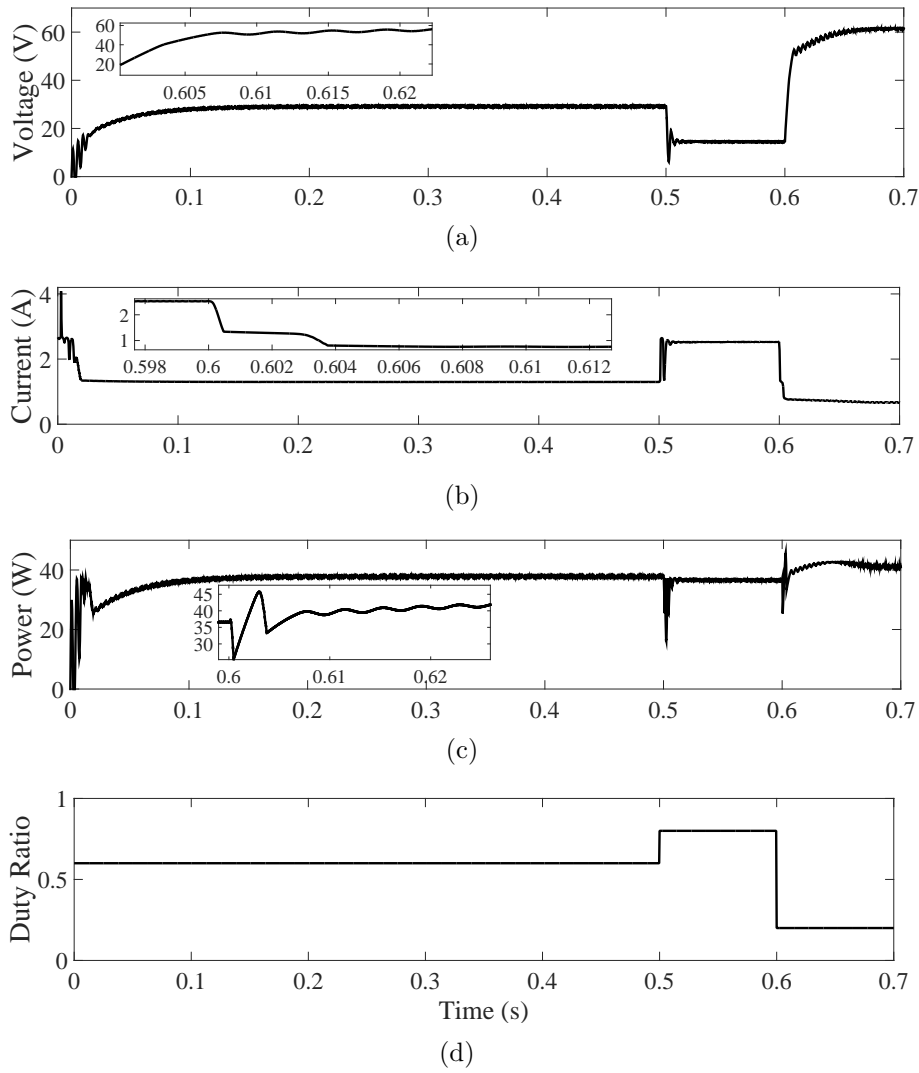 60
40
20
0.605 0.61 0.615 0.62
Voltage (V)
60
40
20
0
0 0.1 0.2 0.3 0.4 0.5 0.6 0.7
(a)
Current (A)
4
2
0
2
1
0.598 0.6 0.602 0.604 0.606 0.608 0.61 0.612
0 0.1 0.2 0.3 0.4 0.5 0.6 0.7
(b)
Power (W)
40
20
0
45
40
35
30
0.6 0.61 0.62
0 0.1 0.2 0.3 0.4 0.5 0.6 0.7
(c)
Duty Ratio
1
0.5
0
0 0.1 0.2 0.3 0.4 0.5 0.6 0.7
Time (s)
(d)